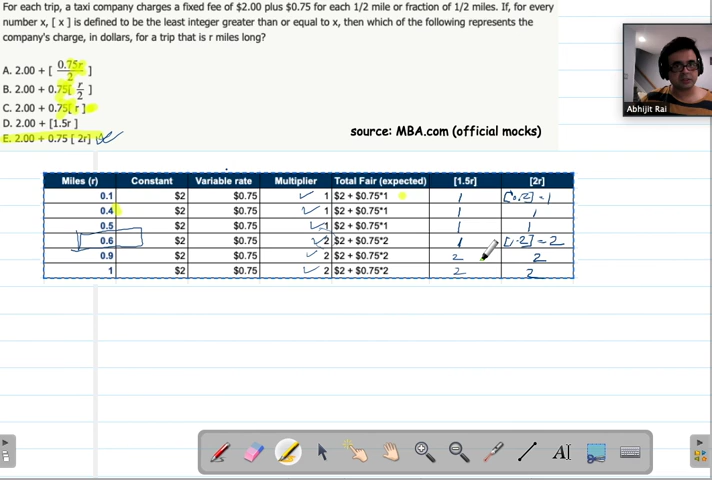 For each trip, a taxi company charges a fixed fee of $2.00 plus $0.75 for each 1/2 mile or fraction of 1/2 miles. If, for every
number x, [ x ] is defined to be the least integer greater than or equal to x, then which of the following represents the
company's charge, in dollars, for a trip that is r miles long?
A. 2.00 + [ 0.75r/2 ]
B. 2.00 + 0.75[ r/2 ]
C. 2.00 + 0.75[ r ]
D. 2.00 + [1.5r ]
E. 2.00 + 0.75 [ 2r]
source: MBA.com (official mocks)
Abhijit Rai
Miles (r) Constant Variable rate Multiplier Total Fair (expected) [1.5r] [2r]
0.1 $2 $0.75 1 $2 + $0.75*1 1 [0.2] = 1
0.4 $2 $0.75 1 $2 + $0.75*1 1 1
0.5 $2 $0.75 1 $2 + $0.75*1 1 1
0.6 $2 $0.75 2 $2 + $0.75*2 1 [1.2] = 2
0.9 $2 $0.75 2 $2 + $0.75*2 2 2
1 $2 $0.75 2 $2 + $0.75*2 2 2